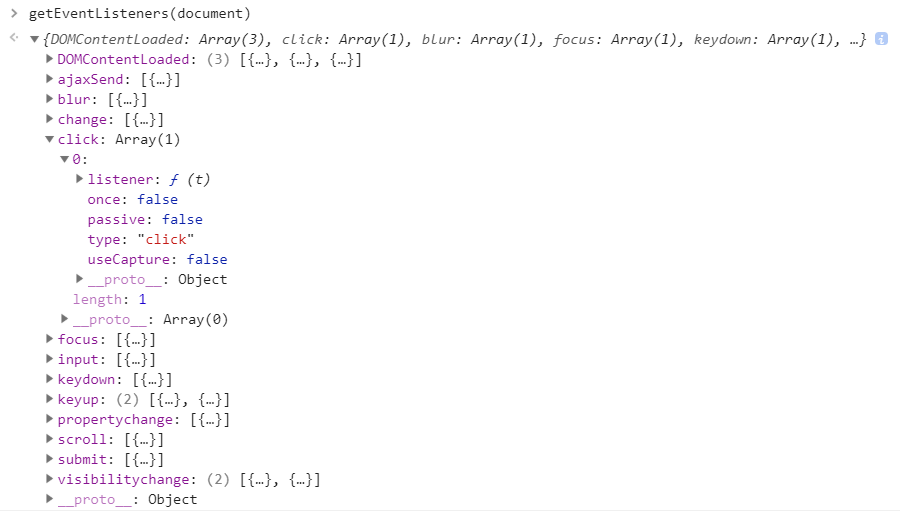 getEventListeners(document)
{DOMContentLoaded: Array(3), click: Array(1), blur: Array(1), focus: Array(1), keydown: Array(1), …}
DOMContentLoaded: (3) [{…}, {…}, {…}]
ajaxSend: [{…}]
blur: [{…}]
change: [{…}]
click: Array(1)
0:
listener: ƒ (t)
once: false
passive: false
type: "click"
useCapture: false
__proto__: Object
length: 1
__proto__: Array(0)
focus: [{…}]
input: [{…}]
keydown: [{…}]
keyup: (2) [{…}, {…}]
propertychange: [{…}]
scroll: [{…}]
submit: [{…}]
visibilitychange: (2) [{…}, {…}]
__proto__: Object